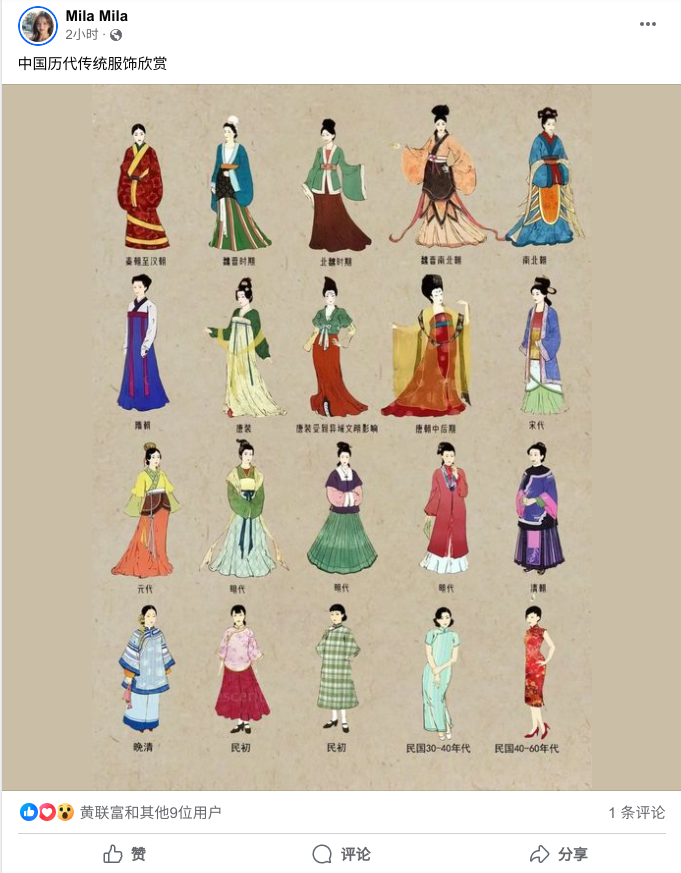 Mila Mila
2小时
中国历代传统服饰欣赏
秦朝至汉朝
魏晋时期
北魏时期
魏晋南北朝
南北朝
隋朝
唐装
唐装受到异域文明影响
唐朝中后期
宋代
元代
明代
明代
明代
清朝
晚清
民初
民初
民国30-40年代
民国40-60年代
黄联富和其他9位用户
1 条评论
赞
评论
分享